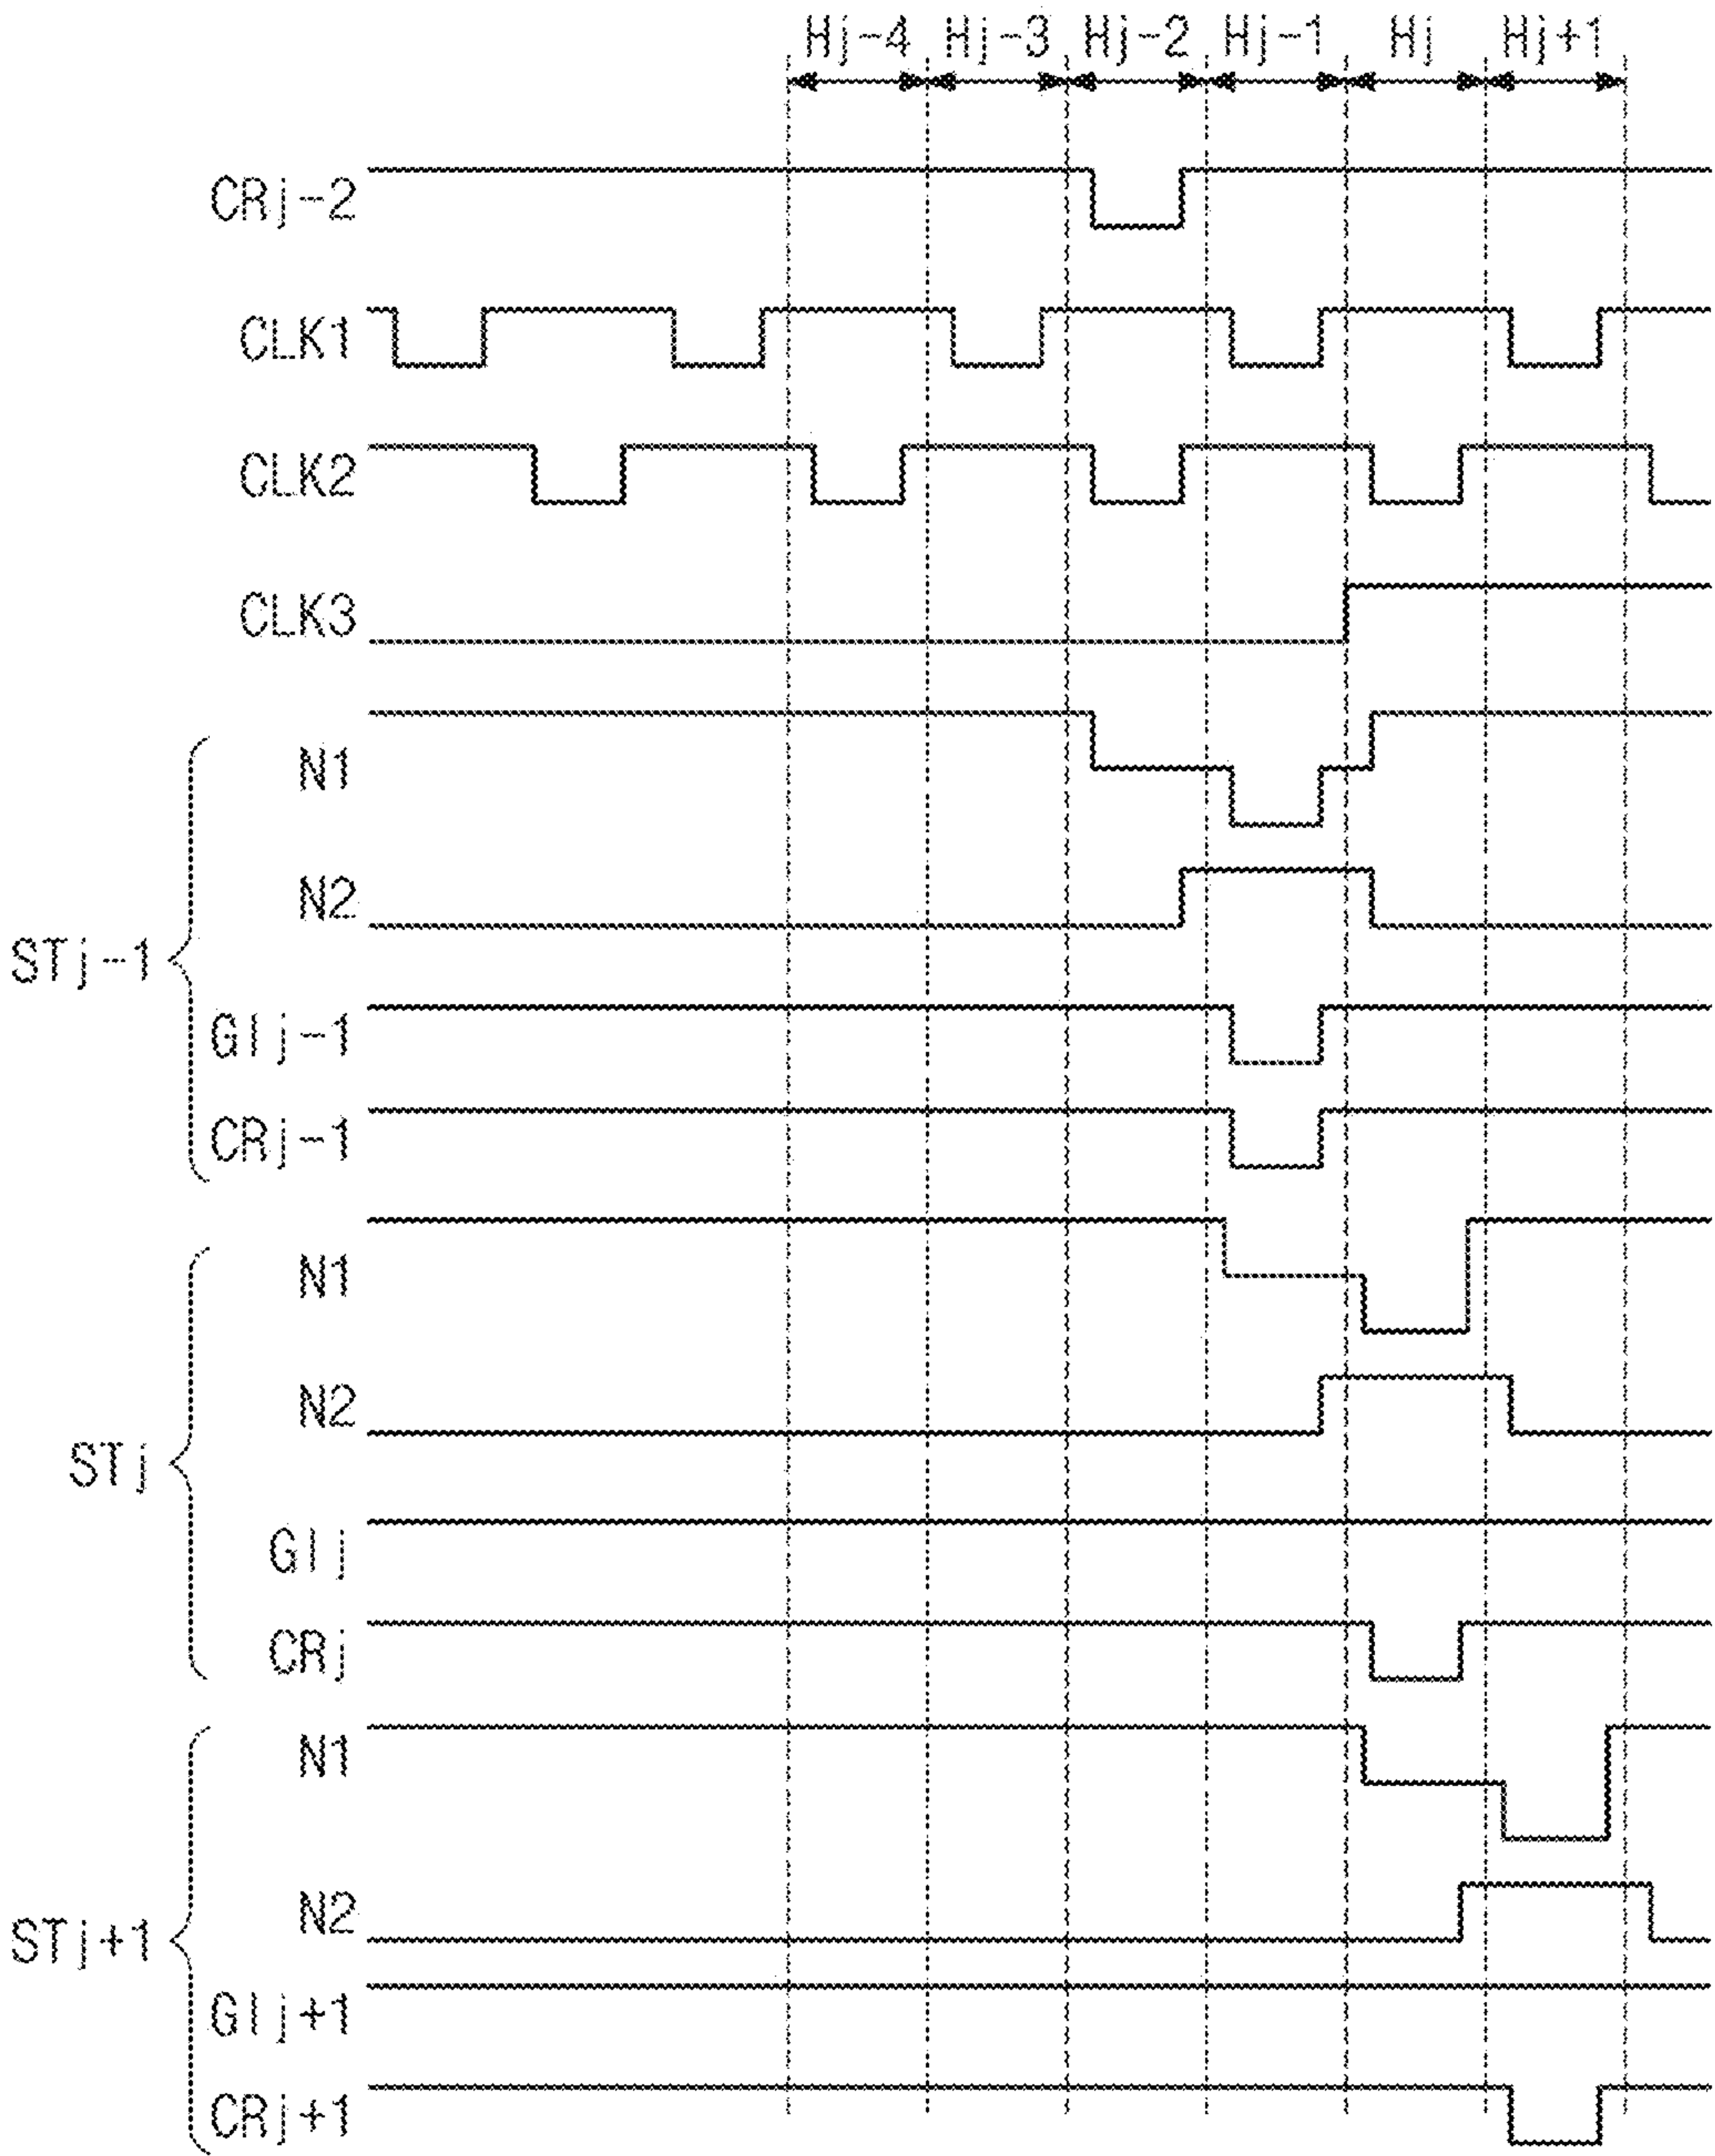 Hj-4 Hj-3 Hj-2 Hj-1 Hj Hj+1
CRj-2
CLK1
CLK2
CLK3
STj-1
N1
N2
GIj-1
CRj-1
STj
N1
N2
GIj
CRj
STj+1
N1
N2
GIj+1
CRj+1